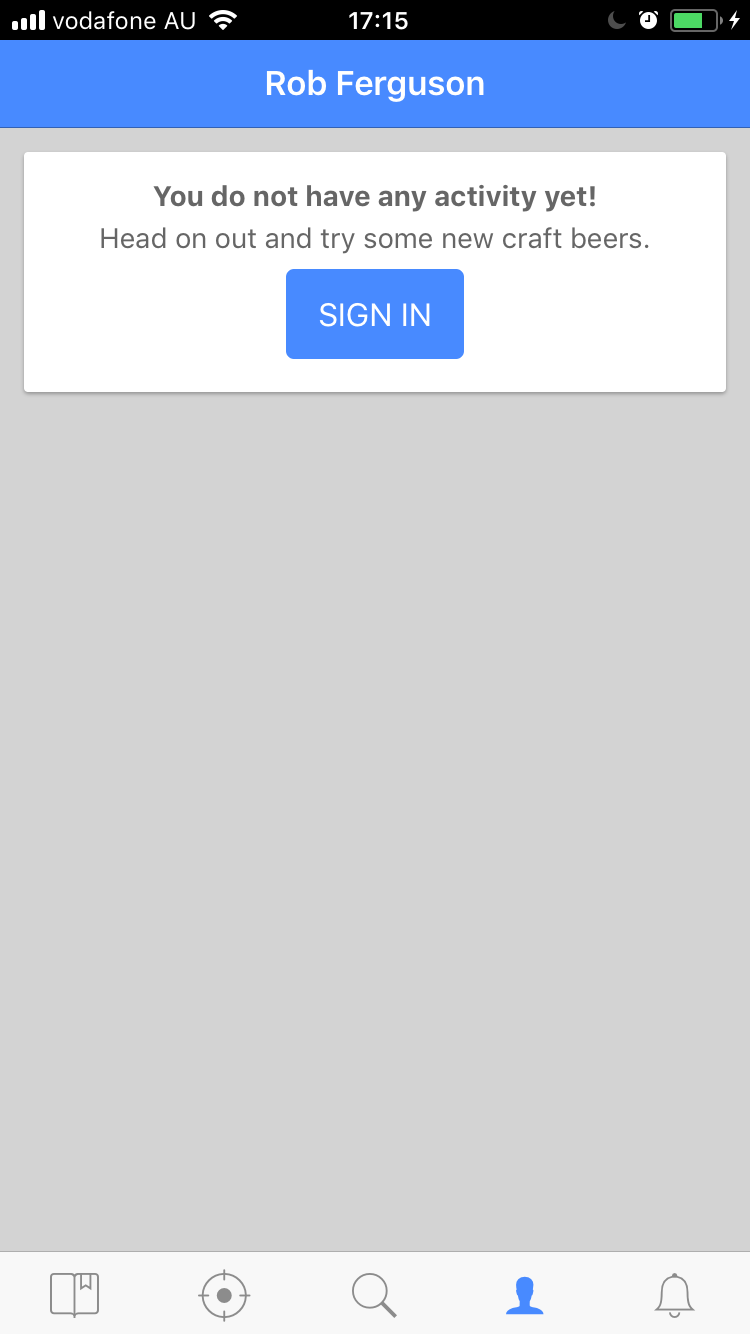 vodafone AU 17:15
Rob Ferguson
You do not have any activity yet!
Head on out and try some new craft beers.
SIGN IN